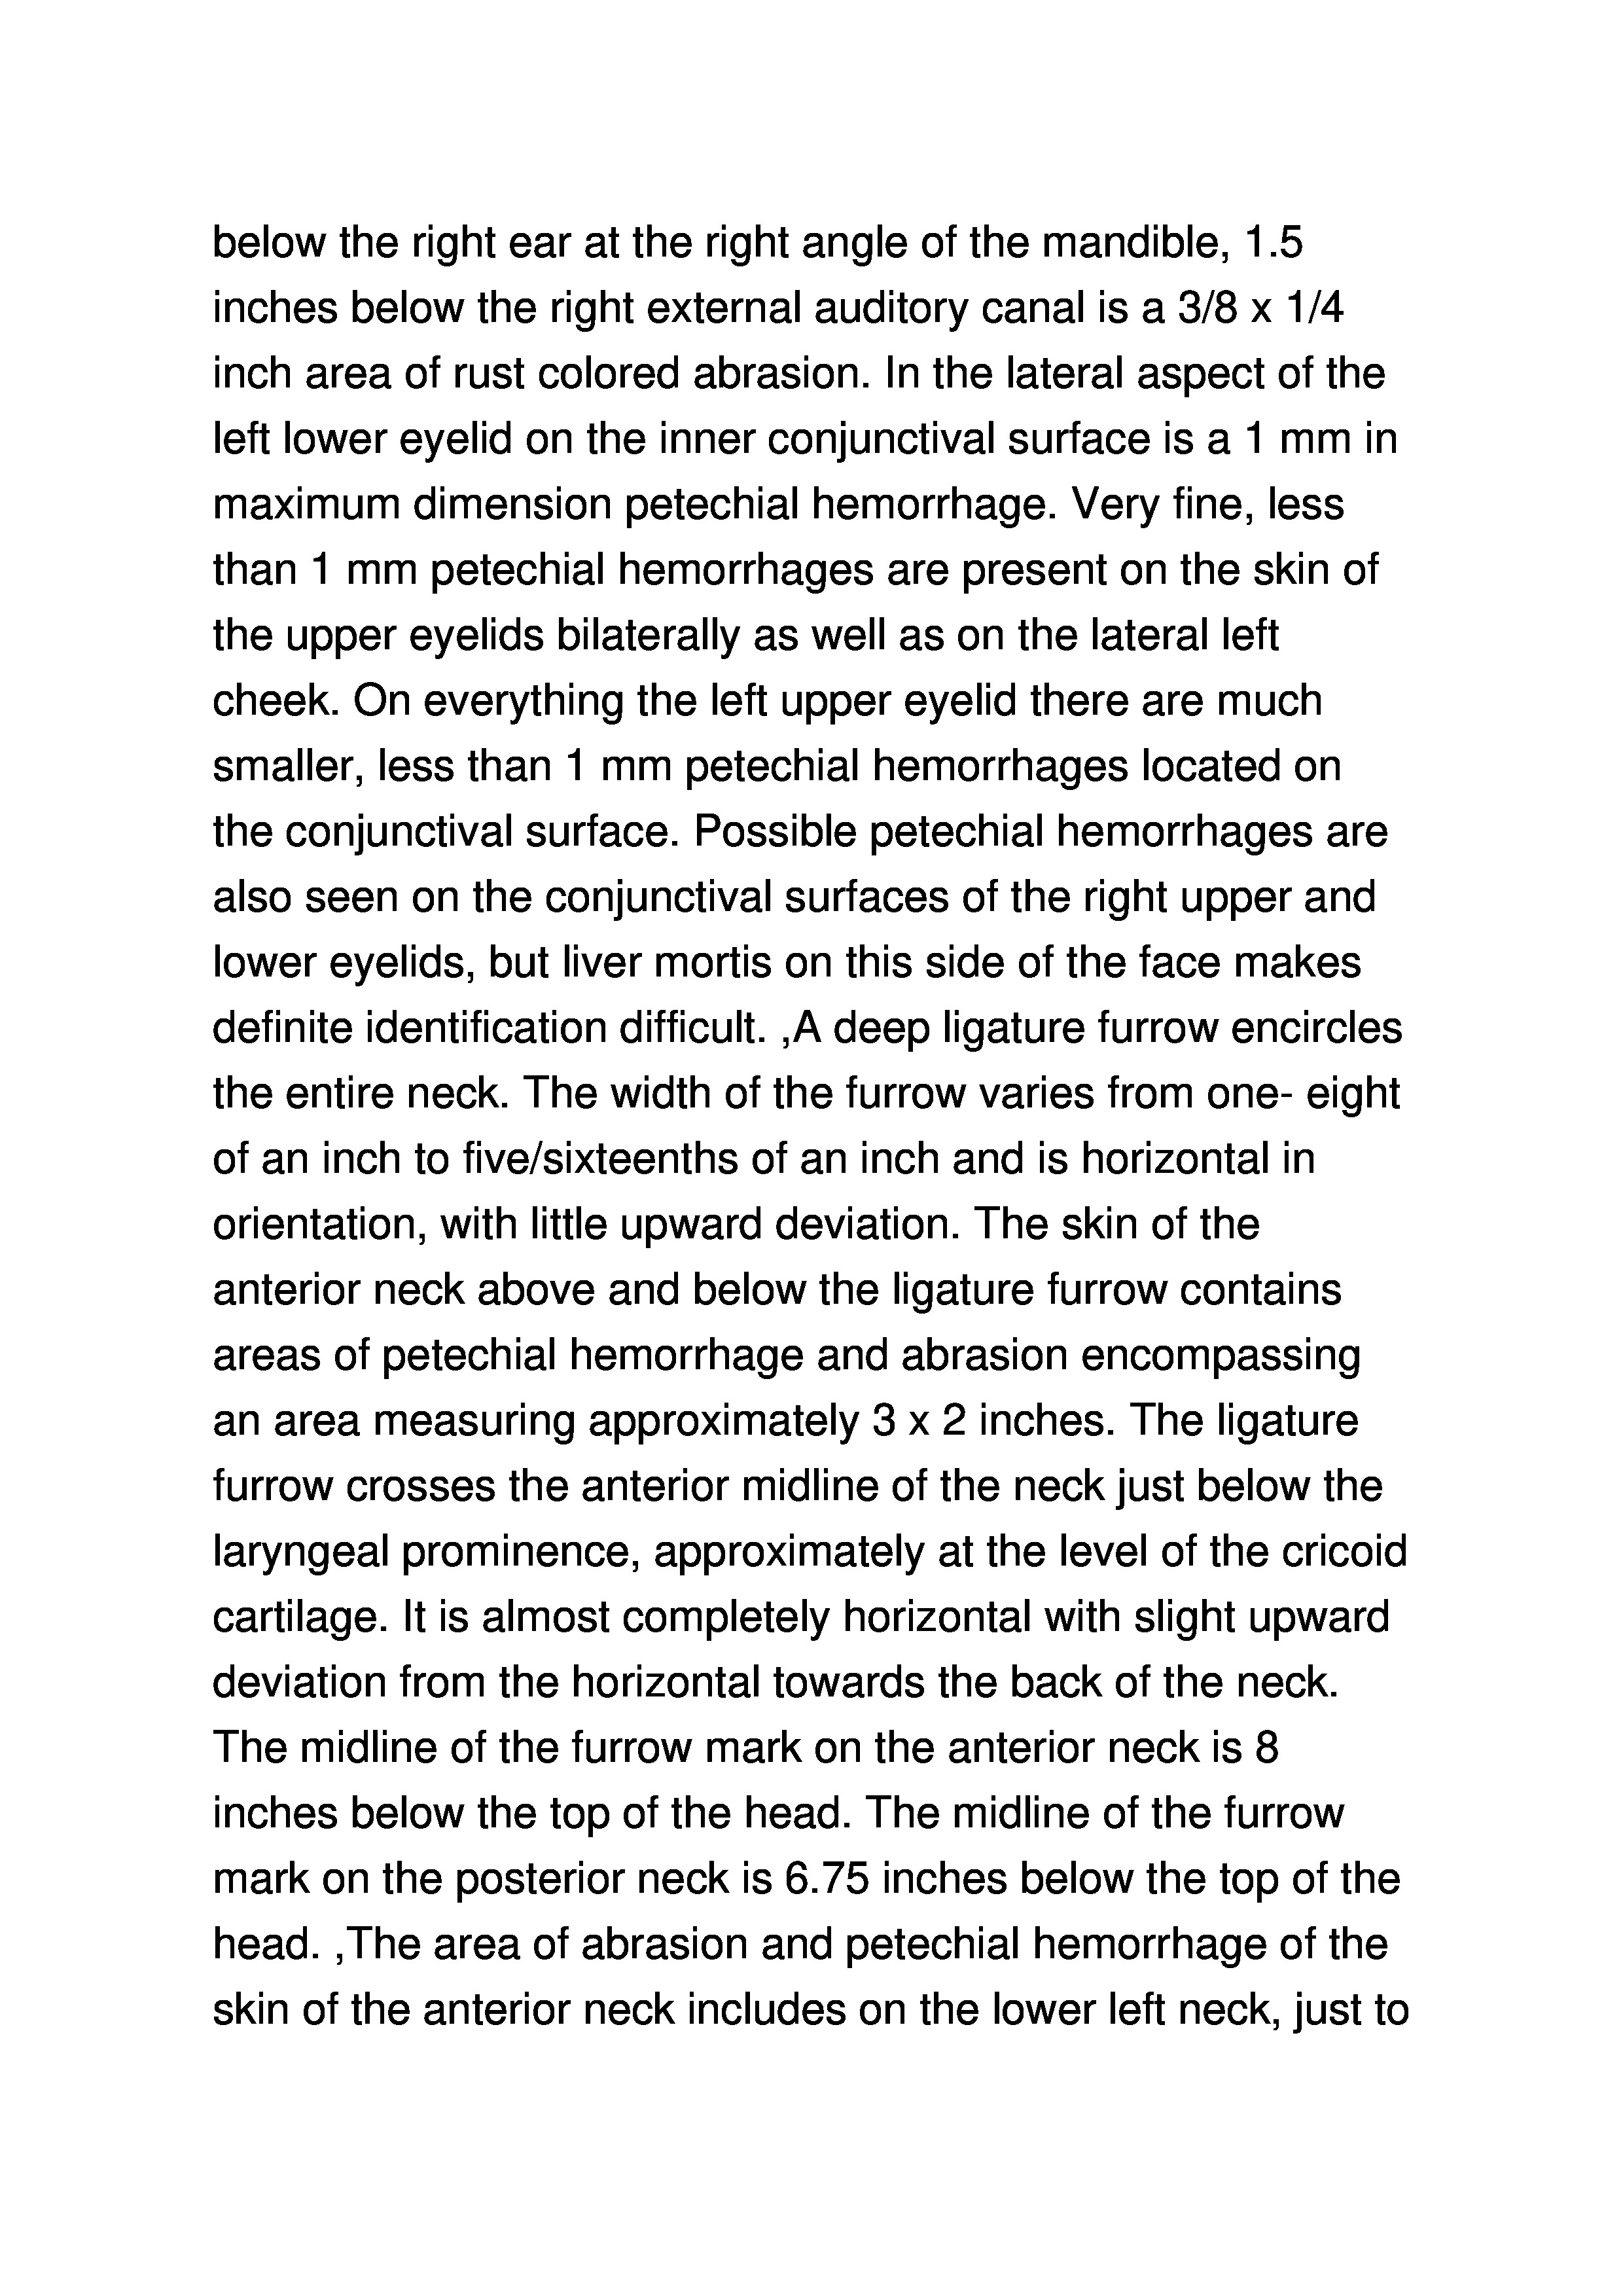 below the right ear at the right angle of the mandible, 1.5
inches below the right external auditory canal is a 3/8 x 1/4
inch area of rust colored abrasion. In the lateral aspect of the
left lower eyelid on the inner conjunctival surface is a 1 mm in
maximum dimension petechial hemorrhage. Very fine, less
than 1 mm petechial hemorrhages are present on the skin of
the upper eyelids bilaterally as well as on the lateral left
cheek. On everything the left upper eyelid there are much
smaller, less than 1 mm petechial hemorrhages located on
the conjunctival surface. Possible petechial hemorrhages are
also seen on the conjunctival surfaces of the right upper and
lower eyelids, but liver mortis on this side of the face makes
definite identification difficult. ,A deep ligature furrow encircles
the entire neck. The width of the furrow varies from one- eight
of an inch to five/sixteenths of an inch and is horizontal in
orientation, with little upward deviation. The skin of the
anterior neck above and below the ligature furrow contains
areas of petechial hemorrhage and abrasion encompassing
an area measuring approximately 3 x 2 inches. The ligature
furrow crosses the anterior midline of the neck just below the
laryngeal prominence, approximately at the level of the cricoid
cartilage. It is almost completely horizontal with slight upward
deviation from the horizontal towards the back of the neck.
The midline of the furrow mark on the anterior neck is 8
inches below the top of the head. The midline of the furrow
mark on the posterior neck is 6.75 inches below the top of the
head. ,The area of abrasion and petechial hemorrhage of the
skin of the anterior neck includes on the lower left neck, just to